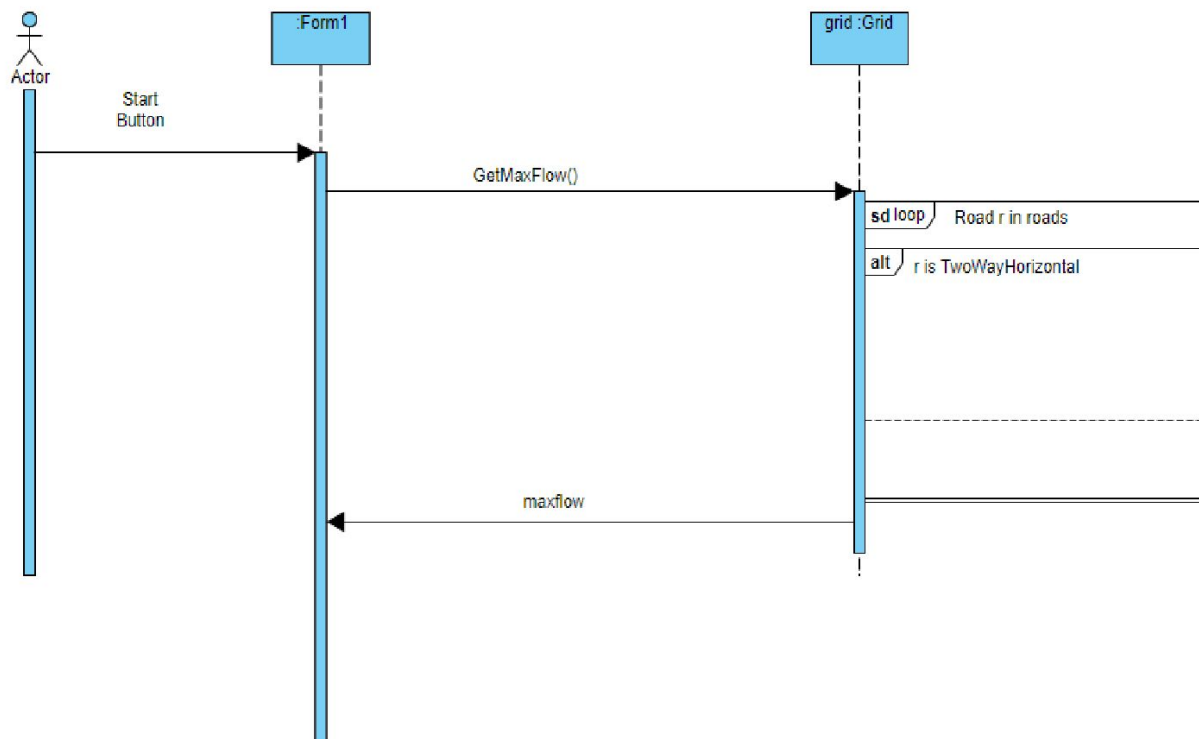 :Form1
grid :Grid
Actor
Start
Button
GetMaxFlow()
sd loop
Road r in roads
alt
r is TwoWayHorizontal
maxflow